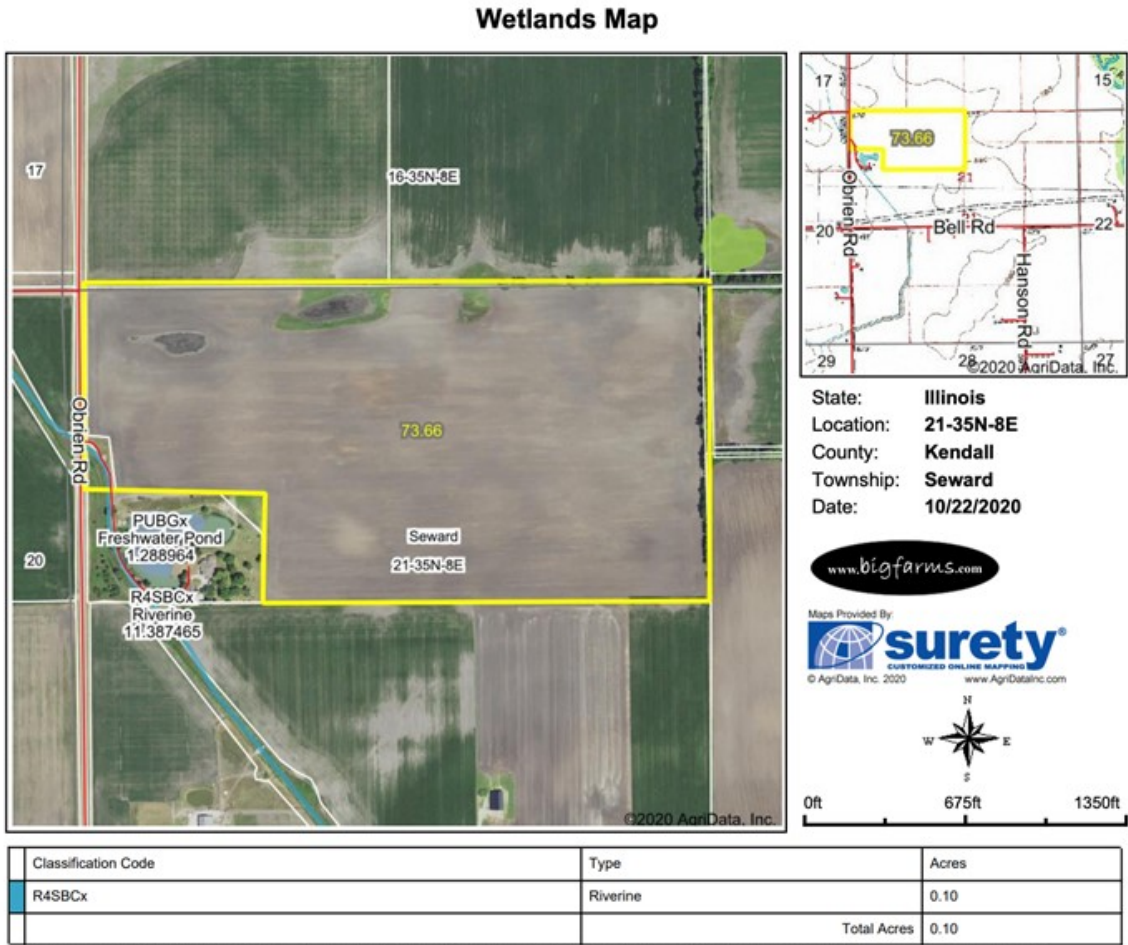 Wetlands Map
17
16-35N-8E
Obrien Rd
73.66
PUBGx
Freshwater Pond
1.288964
Seward
20
21-35N-8E
R4SBCx
Riverine
11.387465
©2020 AgriData, Inc.
17
15
73.66
21
Obrien Rd
20
Bell Rd
22
Hanson Rd
29
28
27
©2020 AgriData, Inc.
State: Illinois
Location: 21-35N-8E
County: Kendall
Township: Seward
Date: 10/22/2020
www.bigfarms.com
Maps Provided By:
surety®
CUSTOMIZED ONLINE MAPPING
© AgriData, Inc. 2020 www.AgriDataInc.com
N
W E
S
0ft 675ft 1350ft
Classification Code Type Acres
R4SBCx Riverine 0.10
Total Acres 0.10